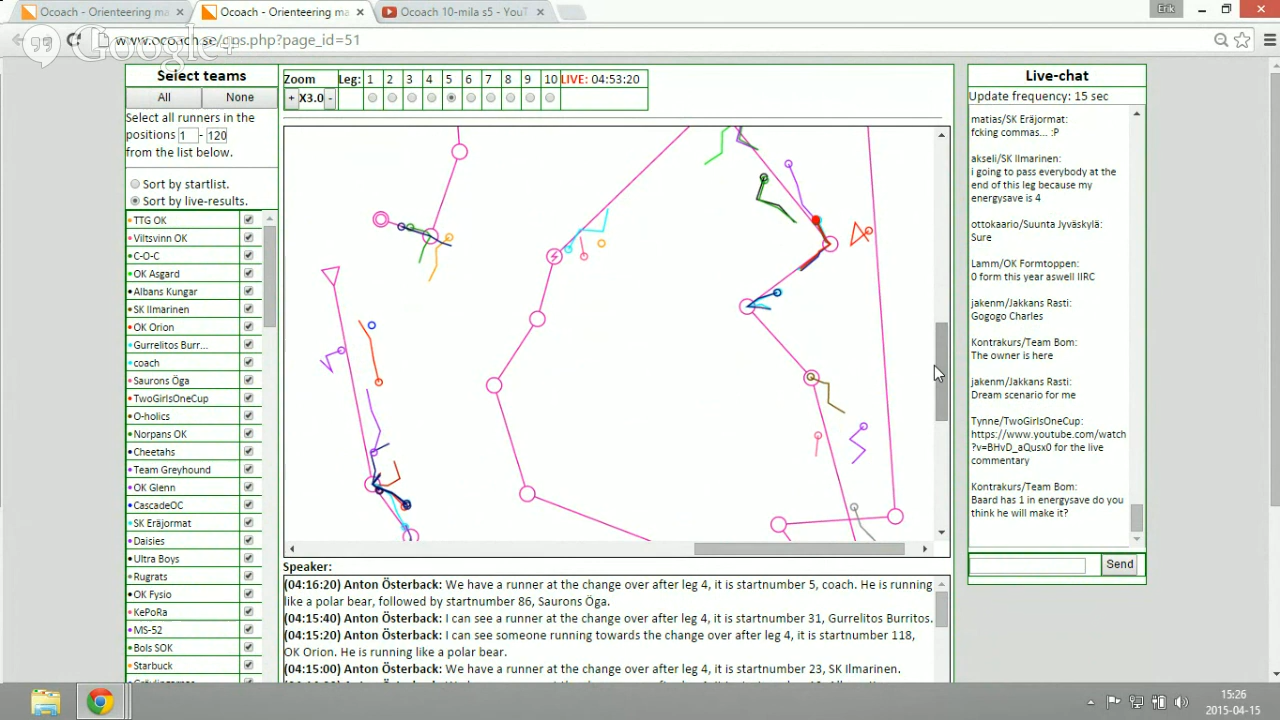 Ocoach - Orienteering ma ×
Ocoach - Orienteering ma ×
Ocoach 10-mila s5 - YouT ×
Erik
www.ocoach.se/gps.php?page_id=51
Google+
Select teams
All None
Select all runners in the
positions 1 - 120
from the list below.
Sort by startlist.
Sort by live-results.
TTG OK
Viltsvinn OK
C-O-C
OK Asgard
Albans Kungar
SK Ilmarinen
OK Orion
Gurrelitos Burr...
coach
Saurons Öga
TwoGirlsOneCup
O-holics
Norpans OK
Cheetahs
Team Greyhound
OK Glenn
CascadeOC
SK Eräjormat
Daisies
Ultra Boys
Rugrats
OK Fysio
KePoRa
MS-52
Bols SOK
Starbuck
Zoom Leg: 1 2 3 4 5 6 7 8 9 10 LIVE: 04:53:20
+ X3.0 -
Speaker:
(04:16:20) Anton Österback: We have a runner at the change over after leg 4, it is startnumber 5, coach. He is running
like a polar bear, followed by startnumber 86, Saurons Öga.
(04:15:40) Anton Österback: I can see a runner at the change over after leg 4, it is startnumber 31, Gurrelitos Burritos.
(04:15:20) Anton Österback: I can see someone running towards the change over after leg 4, it is startnumber 118,
OK Orion. He is running like a polar bear.
(04:15:00) Anton Österback: We have a runner at the change over after leg 4, it is startnumber 23, SK Ilmarinen.
Live-chat
Update frequency: 15 sec
matias/SK Eräjormat:
fcking commas... :P
akseli/SK Ilmarinen:
i going to pass everybody at the
end of this leg because my
energysave is 4
ottokaario/Suunta Jyväskylä:
Sure
Lamm/OK Formtoppen:
0 form this year aswell IIRC
jakenm/Jakkans Rasti:
Gogogo Charles
Kontrakurs/Team Bom:
The owner is here
jakenm/Jakkans Rasti:
Dream scenario for me
Tynne/TwoGirlsOneCup:
https://www.youtube.com/watch
?v=BHvD_aQusx0 for the live
commentary
Kontrakurs/Team Bom:
Baard has 1 in energysave do you
think he will make it?
Send
15:26
2015-04-15